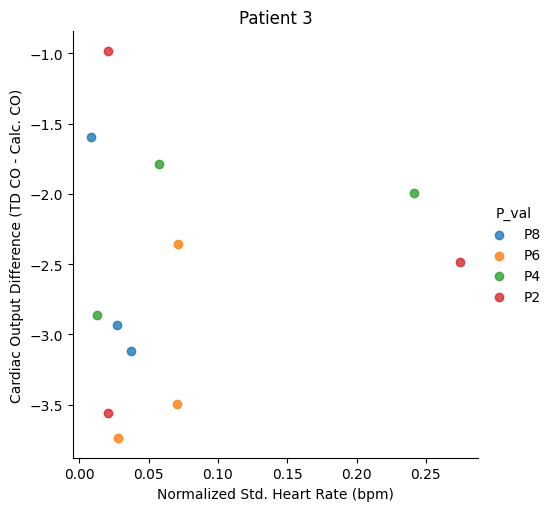 Patient 3
Cardiac Output Difference (TD CO - Calc. CO)
−1.0
−1.5
−2.0
−2.5
−3.0
−3.5
0.00 0.05 0.10 0.15 0.20 0.25
Normalized Std. Heart Rate (bpm)
P_val
P8
P6
P4
P2